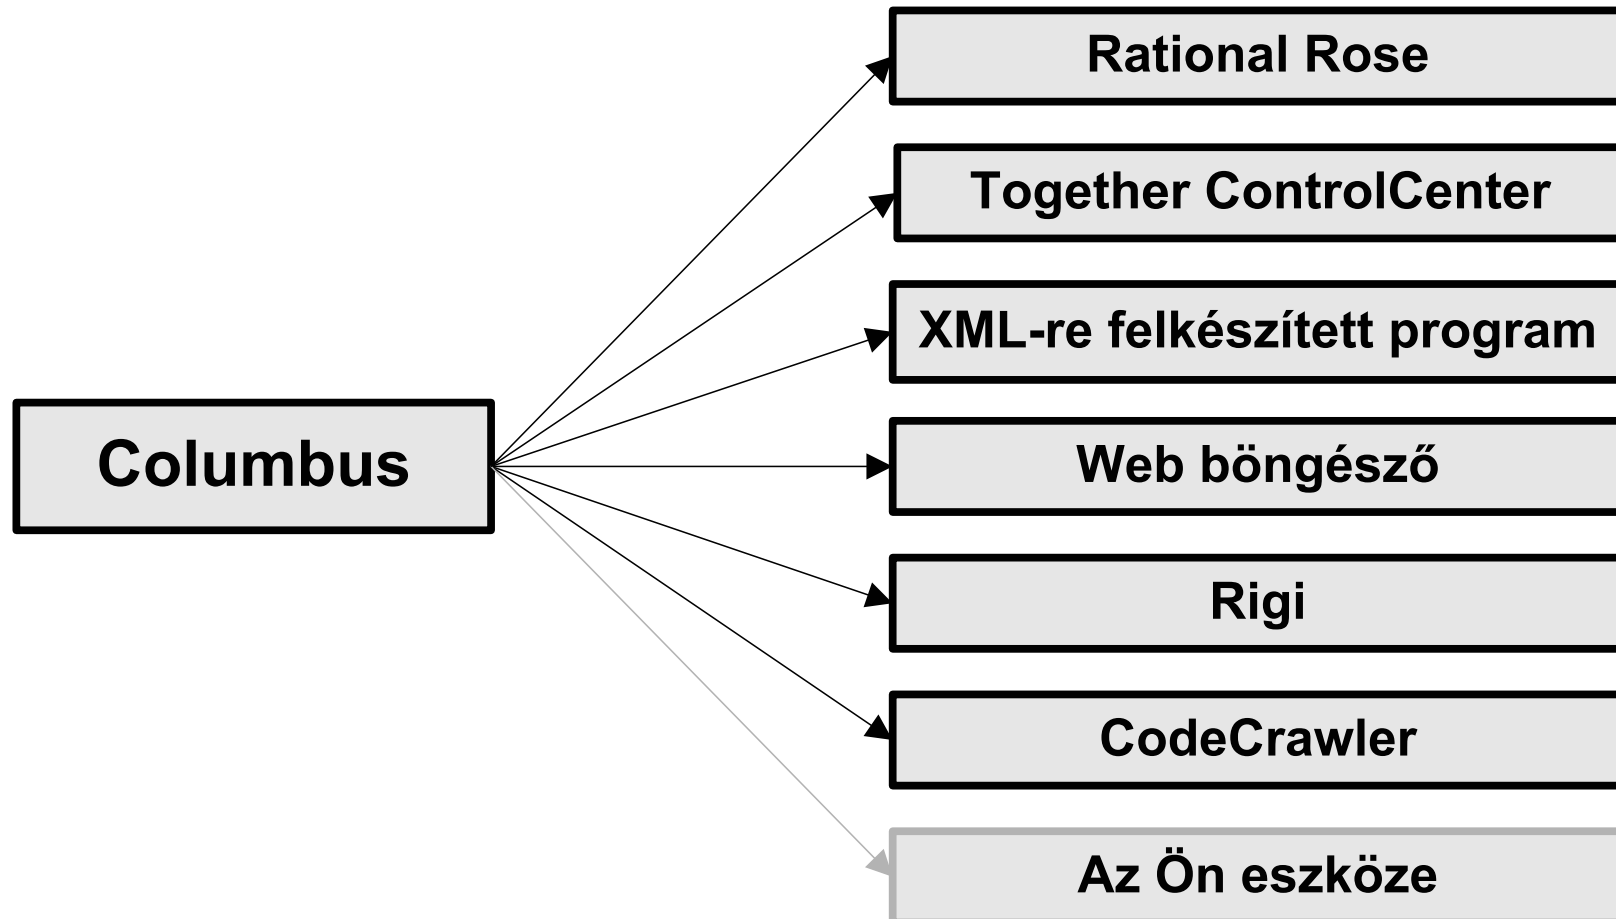 Rational Rose
Together ControlCenter
XML-re felkészített program
Columbus
Web böngésző
Rigi
CodeCrawler
Az Ön eszköze